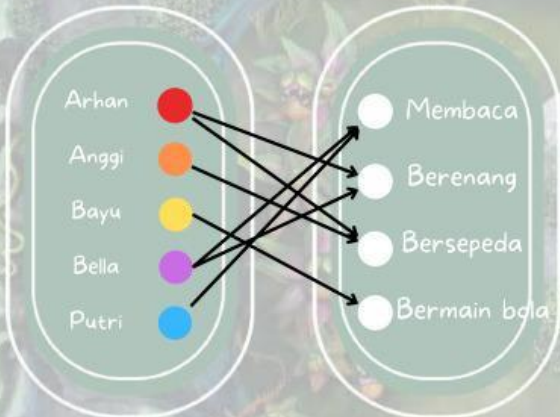 Arhan
Anggi
Bayu
Bella
Putri
Membaca
Berenang
Bersepeda
Bermain bola